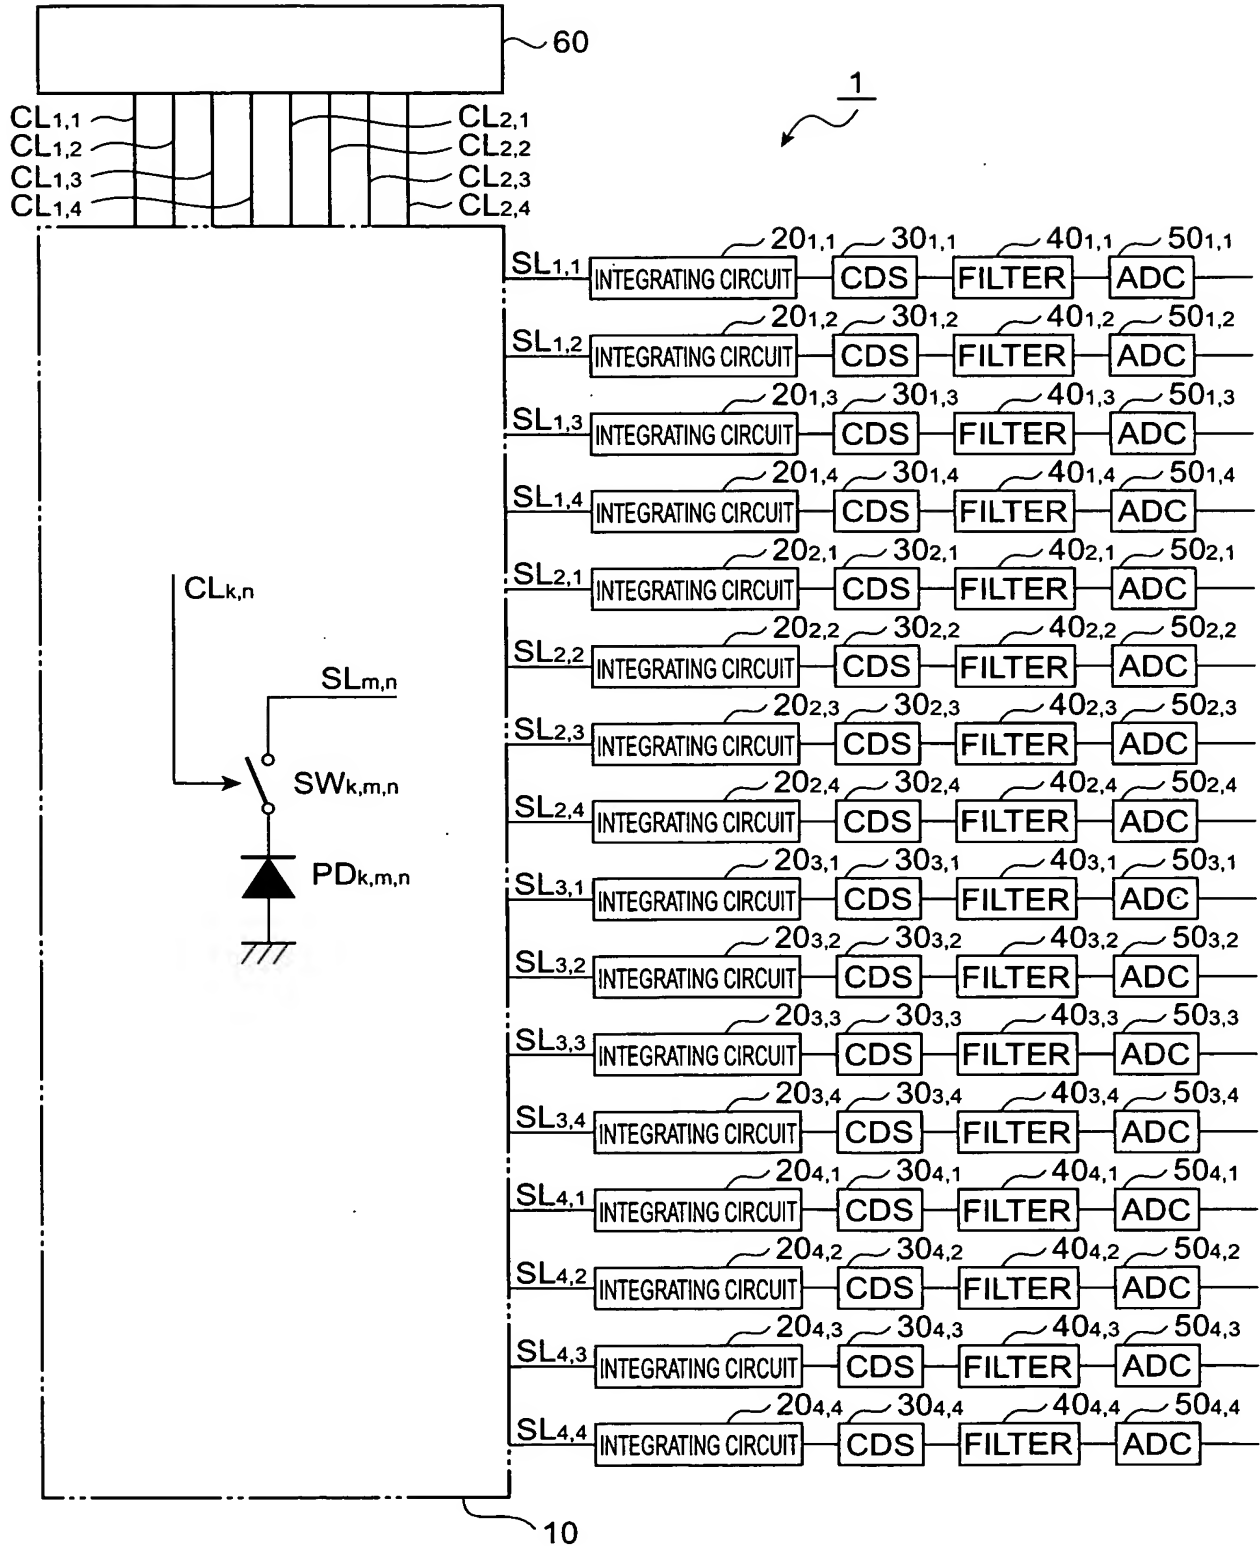 60
1
CL1,1
CL2,1
CL1,2
CL2,2
CL1,3
CL2,3
CL1,4
CL2,4
SL1,1 INTEGRATING CIRCUIT 201,1 CDS 301,1 FILTER 401,1 ADC 501,1
SL1,2 INTEGRATING CIRCUIT 201,2 CDS 301,2 FILTER 401,2 ADC 501,2
SL1,3 INTEGRATING CIRCUIT 201,3 CDS 301,3 FILTER 401,3 ADC 501,3
SL1,4 INTEGRATING CIRCUIT 201,4 CDS 301,4 FILTER 401,4 ADC 501,4
SL2,1 INTEGRATING CIRCUIT 202,1 CDS 302,1 FILTER 402,1 ADC 502,1
SL2,2 INTEGRATING CIRCUIT 202,2 CDS 302,2 FILTER 402,2 ADC 502,2
SL2,3 INTEGRATING CIRCUIT 202,3 CDS 302,3 FILTER 402,3 ADC 502,3
SL2,4 INTEGRATING CIRCUIT 202,4 CDS 302,4 FILTER 402,4 ADC 502,4
SL3,1 INTEGRATING CIRCUIT 203,1 CDS 303,1 FILTER 403,1 ADC 503,1
SL3,2 INTEGRATING CIRCUIT 203,2 CDS 303,2 FILTER 403,2 ADC 503,2
SL3,3 INTEGRATING CIRCUIT 203,3 CDS 303,3 FILTER 403,3 ADC 503,3
SL3,4 INTEGRATING CIRCUIT 203,4 CDS 303,4 FILTER 403,4 ADC 503,4
SL4,1 INTEGRATING CIRCUIT 204,1 CDS 304,1 FILTER 404,1 ADC 504,1
SL4,2 INTEGRATING CIRCUIT 204,2 CDS 304,2 FILTER 404,2 ADC 504,2
SL4,3 INTEGRATING CIRCUIT 204,3 CDS 304,3 FILTER 404,3 ADC 504,3
SL4,4 INTEGRATING CIRCUIT 204,4 CDS 304,4 FILTER 404,4 ADC 504,4
CLk,n
SLm,n
SWk,m,n
PDk,m,n
10